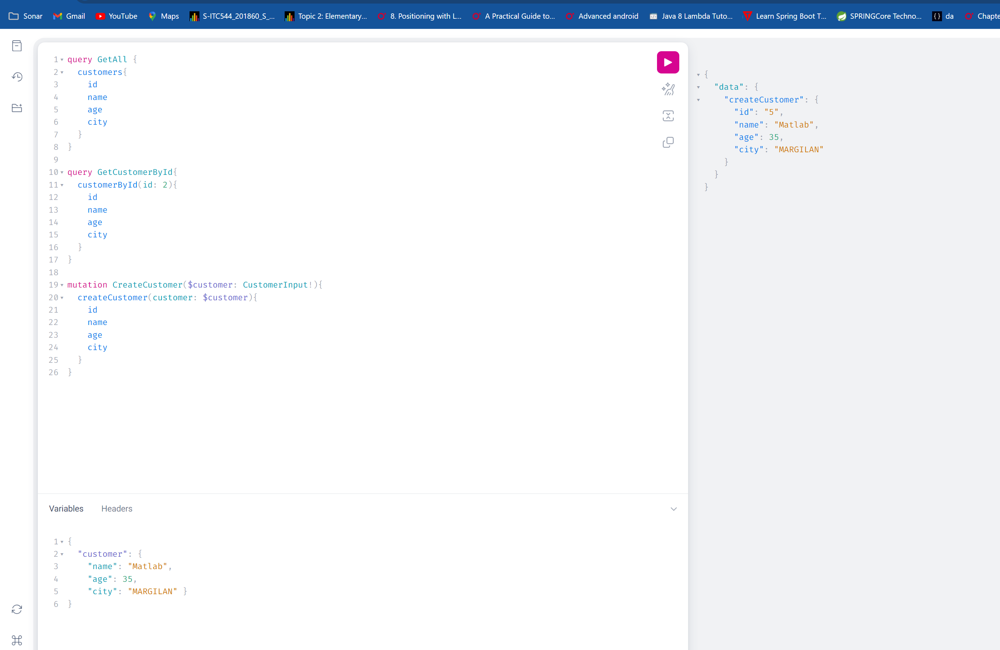 Sonar Gmail YouTube Maps S-ITC544_201860_S_... Topic 2: Elementary... 8. Positioning with L... A Practical Guide to... Advanced android Java 8 Lambda Tuto... Learn Spring Boot T... SPRINGCore Techno... da Chapte
1 query GetAll {
2 customers{
3 id
4 name
5 age
6 city
7 }
8 }
9
10 query GetCustomerById{
11 customerById(id: 2){
12 id
13 name
14 age
15 city
16 }
17 }
18
19 mutation CreateCustomer($customer: CustomerInput!){
20 createCustomer(customer: $customer){
21 id
22 name
23 age
24 city
25 }
26 }
Variables Headers
1 {
2 "customer": {
3 "name": "Matlab",
4 "age": 35,
5 "city": "MARGILAN" }
6 }
{
"data": {
"createCustomer": {
"id": "5",
"name": "Matlab",
"age": 35,
"city": "MARGILAN"
}
}
}